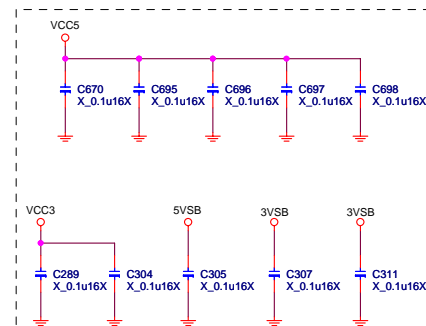 VCC5
C670 C695 C696 C697 C698
X_0.1u16X X_0.1u16X X_0.1u16X X_0.1u16X X_0.1u16X
VCC3 5VSB 3VSB 3VSB
C289 C304 C305 C307 C311
X_0.1u16X X_0.1u16X X_0.1u16X X_0.1u16X X_0.1u16X